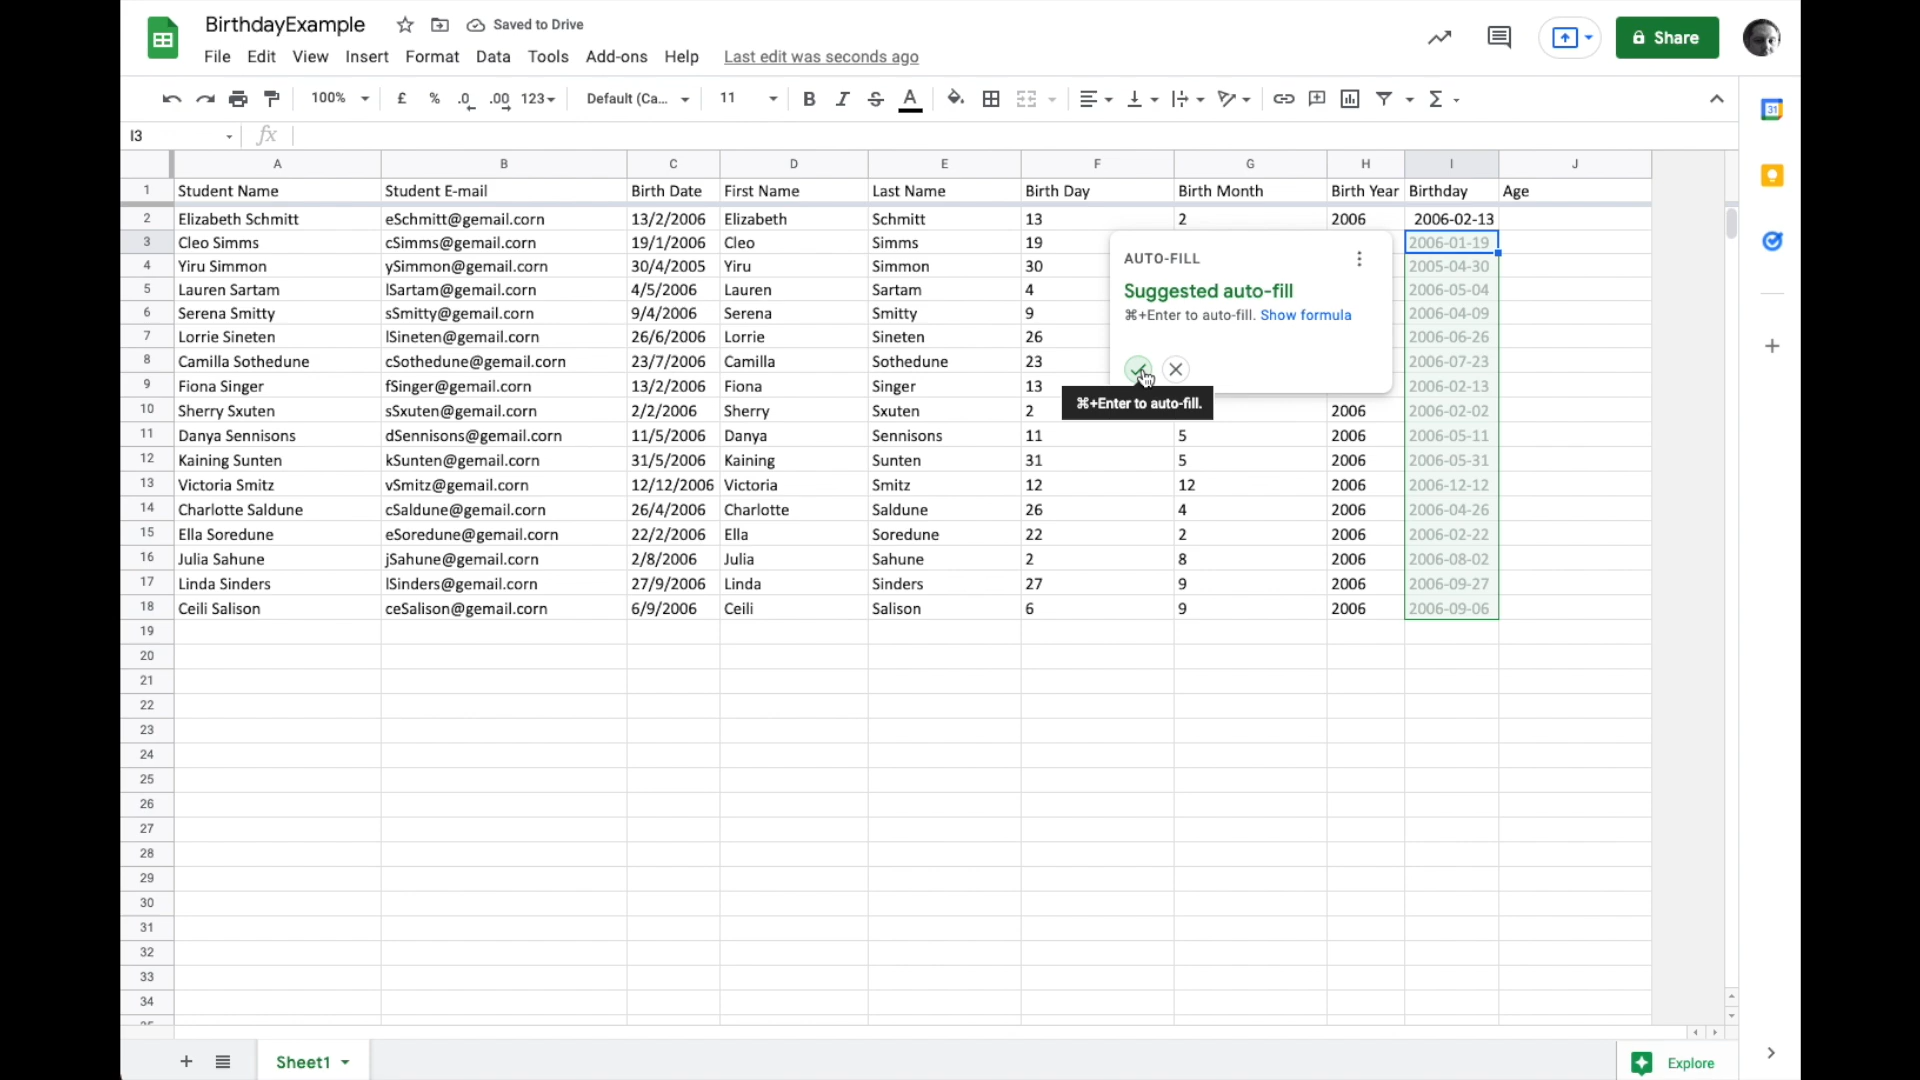 BirthdayExample Saved to Drive
File Edit View Insert Format Data Tools Add-ons Help Last edit was seconds ago
Share
100% £ % .0 .00 123 Default (Ca... 11 B I S A Σ
31
I3 fx
A B C D E F G H I J
1 Student Name Student E-mail Birth Date First Name Last Name Birth Day Birth Month Birth Year Birthday Age
2 Elizabeth Schmitt eSchmitt@gemail.corn 13/2/2006 Elizabeth Schmitt 13 2 2006 2006-02-13
3 Cleo Simms cSimms@gemail.corn 19/1/2006 Cleo Simms 19 2006-01-19
4 Yiru Simmon ySimmon@gemail.corn 30/4/2005 Yiru Simmon 30 2005-04-30
5 Lauren Sartam lSartam@gemail.corn 4/5/2006 Lauren Sartam 4 2006-05-04
6 Serena Smitty sSmitty@gemail.corn 9/4/2006 Serena Smitty 9 2006-04-09
7 Lorrie Sineten lSineten@gemail.corn 26/6/2006 Lorrie Sineten 26 2006-06-26
8 Camilla Sothedune cSothedune@gemail.corn 23/7/2006 Camilla Sothedune 23 2006-07-23
9 Fiona Singer fSinger@gemail.corn 13/2/2006 Fiona Singer 13 2006-02-13
10 Sherry Sxuten sSxuten@gemail.corn 2/2/2006 Sherry Sxuten 2 2006 2006-02-02
11 Danya Sennisons dSennisons@gemail.corn 11/5/2006 Danya Sennisons 11 5 2006 2006-05-11
12 Kaining Sunten kSunten@gemail.corn 31/5/2006 Kaining Sunten 31 5 2006 2006-05-31
13 Victoria Smitz vSmitz@gemail.corn 12/12/2006 Victoria Smitz 12 12 2006 2006-12-12
14 Charlotte Saldune cSaldune@gemail.corn 26/4/2006 Charlotte Saldune 26 4 2006 2006-04-26
15 Ella Soredune eSoredune@gemail.corn 22/2/2006 Ella Soredune 22 2 2006 2006-02-22
16 Julia Sahune jSahune@gemail.corn 2/8/2006 Julia Sahune 2 8 2006 2006-08-02
17 Linda Sinders lSinders@gemail.corn 27/9/2006 Linda Sinders 27 9 2006 2006-09-27
18 Ceili Salison ceSalison@gemail.corn 6/9/2006 Ceili Salison 6 9 2006 2006-09-06
AUTO-FILL
Suggested auto-fill
⌘+Enter to auto-fill. Show formula
⌘+Enter to auto-fill.
19
20
21
22
23
24
25
26
27
28
29
30
31
32
33
34
Sheet1 Explore